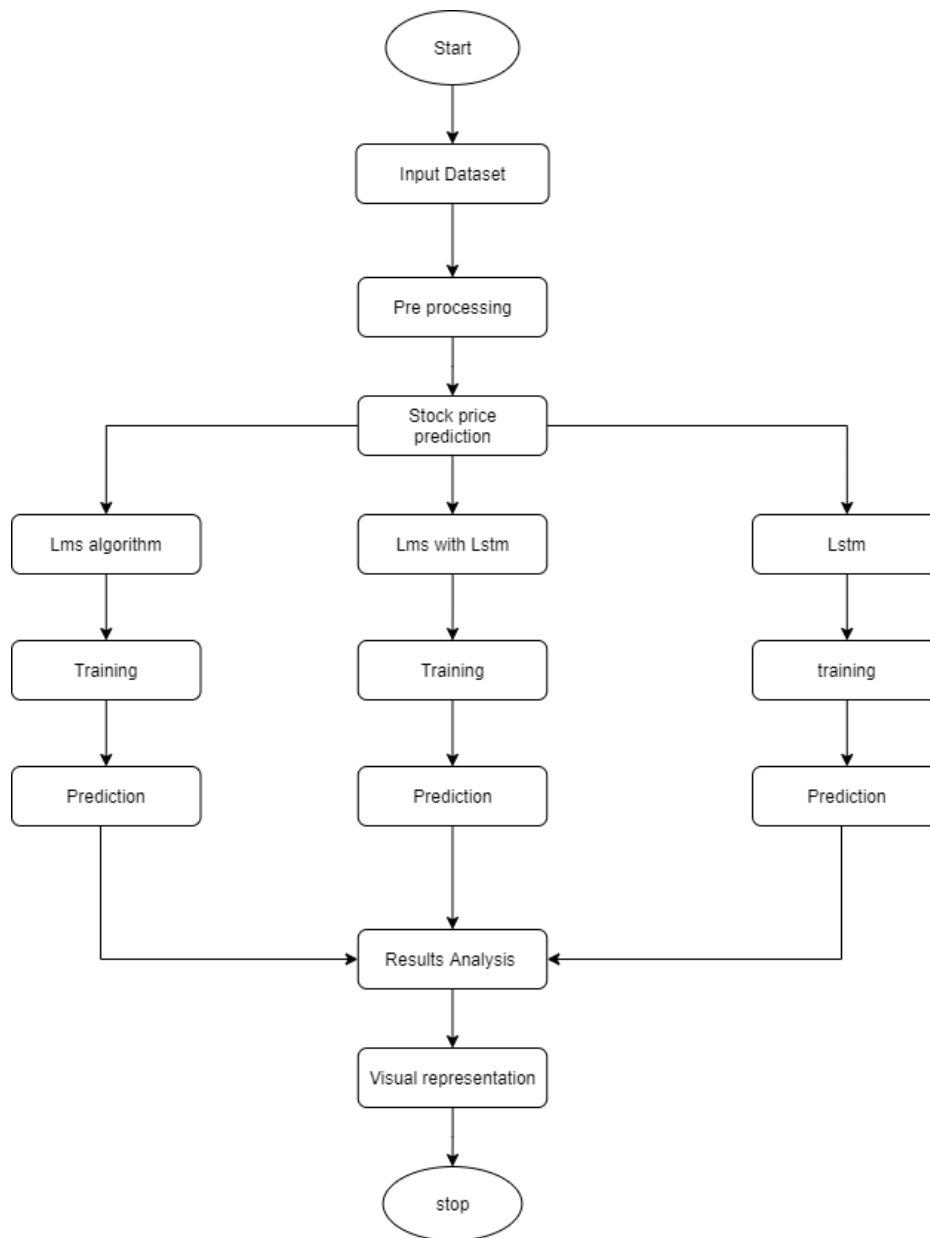 Start
Input Dataset
Pre processing
Stock price
prediction
Lms algorithm
Lms with Lstm
Lstm
Training
Training
training
Prediction
Prediction
Prediction
Results Analysis
Visual representation
stop